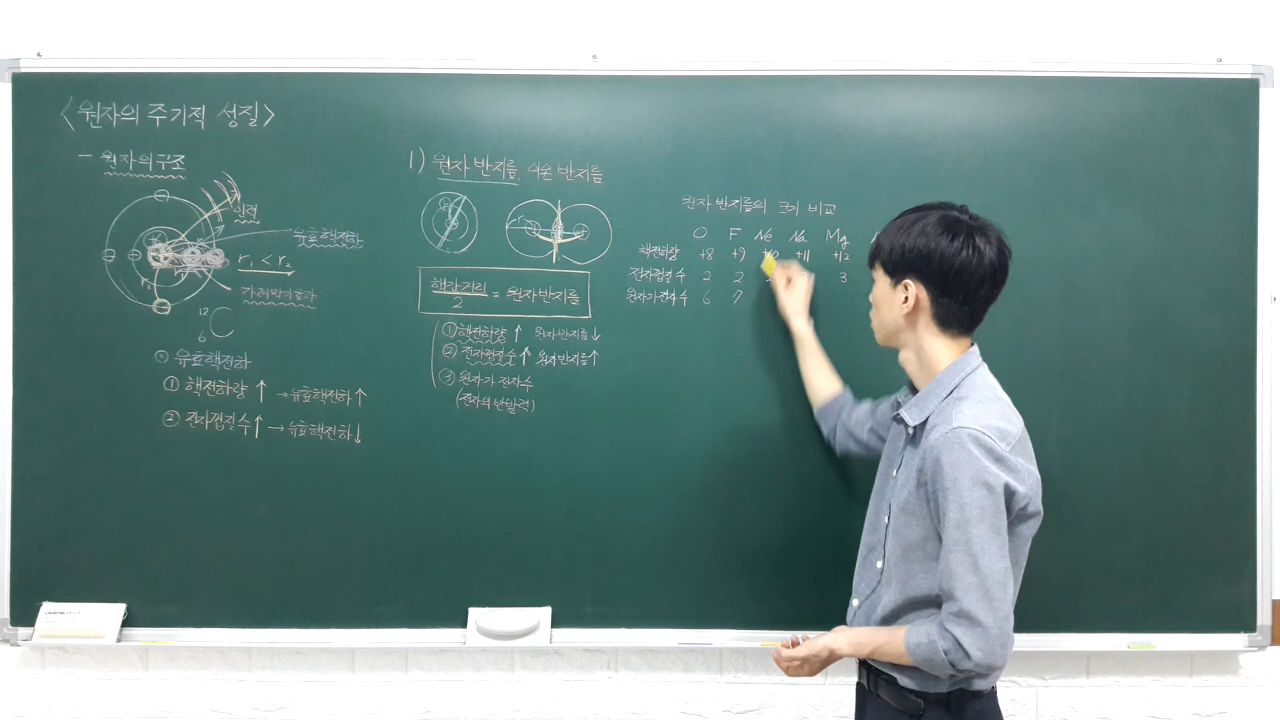 <원자의 주기적 성질>
- 원자의 구조
인력
유효핵전하
r₁ < r₂
r₁
가려막기효과
12
C
6
⊙ 유효핵전하
① 핵전하량 ↑ → 유효핵전하 ↑
② 전자껍질수 ↑ → 유효핵전하 ↓
1) 원자 반지름, 이온 반지름
r
핵간거리/2 = 원자반지름
① 핵전하량 ↑ 원자반지름 ↓
② 전자껍질수 ↑ 원자반지름 ↑
③ 원자가 전자수
(전자의 반발력)
원자 반지름의 크기 비교
O F Ne Na Mg
핵전하량 +8 +9 +10 +11 +12
전자껍질 수 2 2 2 3
원자가전자 수 6 7